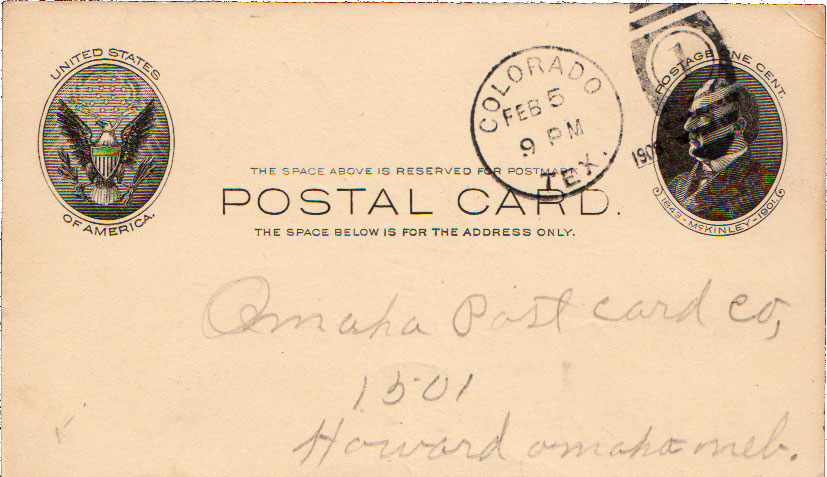 UNITED STATES
OF AMERICA.
COLORADO
FEB 5
9 PM
TEX.
1
1908
POSTAGE ONE CENT.
1843-McKINLEY-1901.
THE SPACE ABOVE IS RESERVED FOR POSTMARK
POSTAL CARD.
THE SPACE BELOW IS FOR THE ADDRESS ONLY.
Omaha Post card co,
1501
Howard omaha neb.